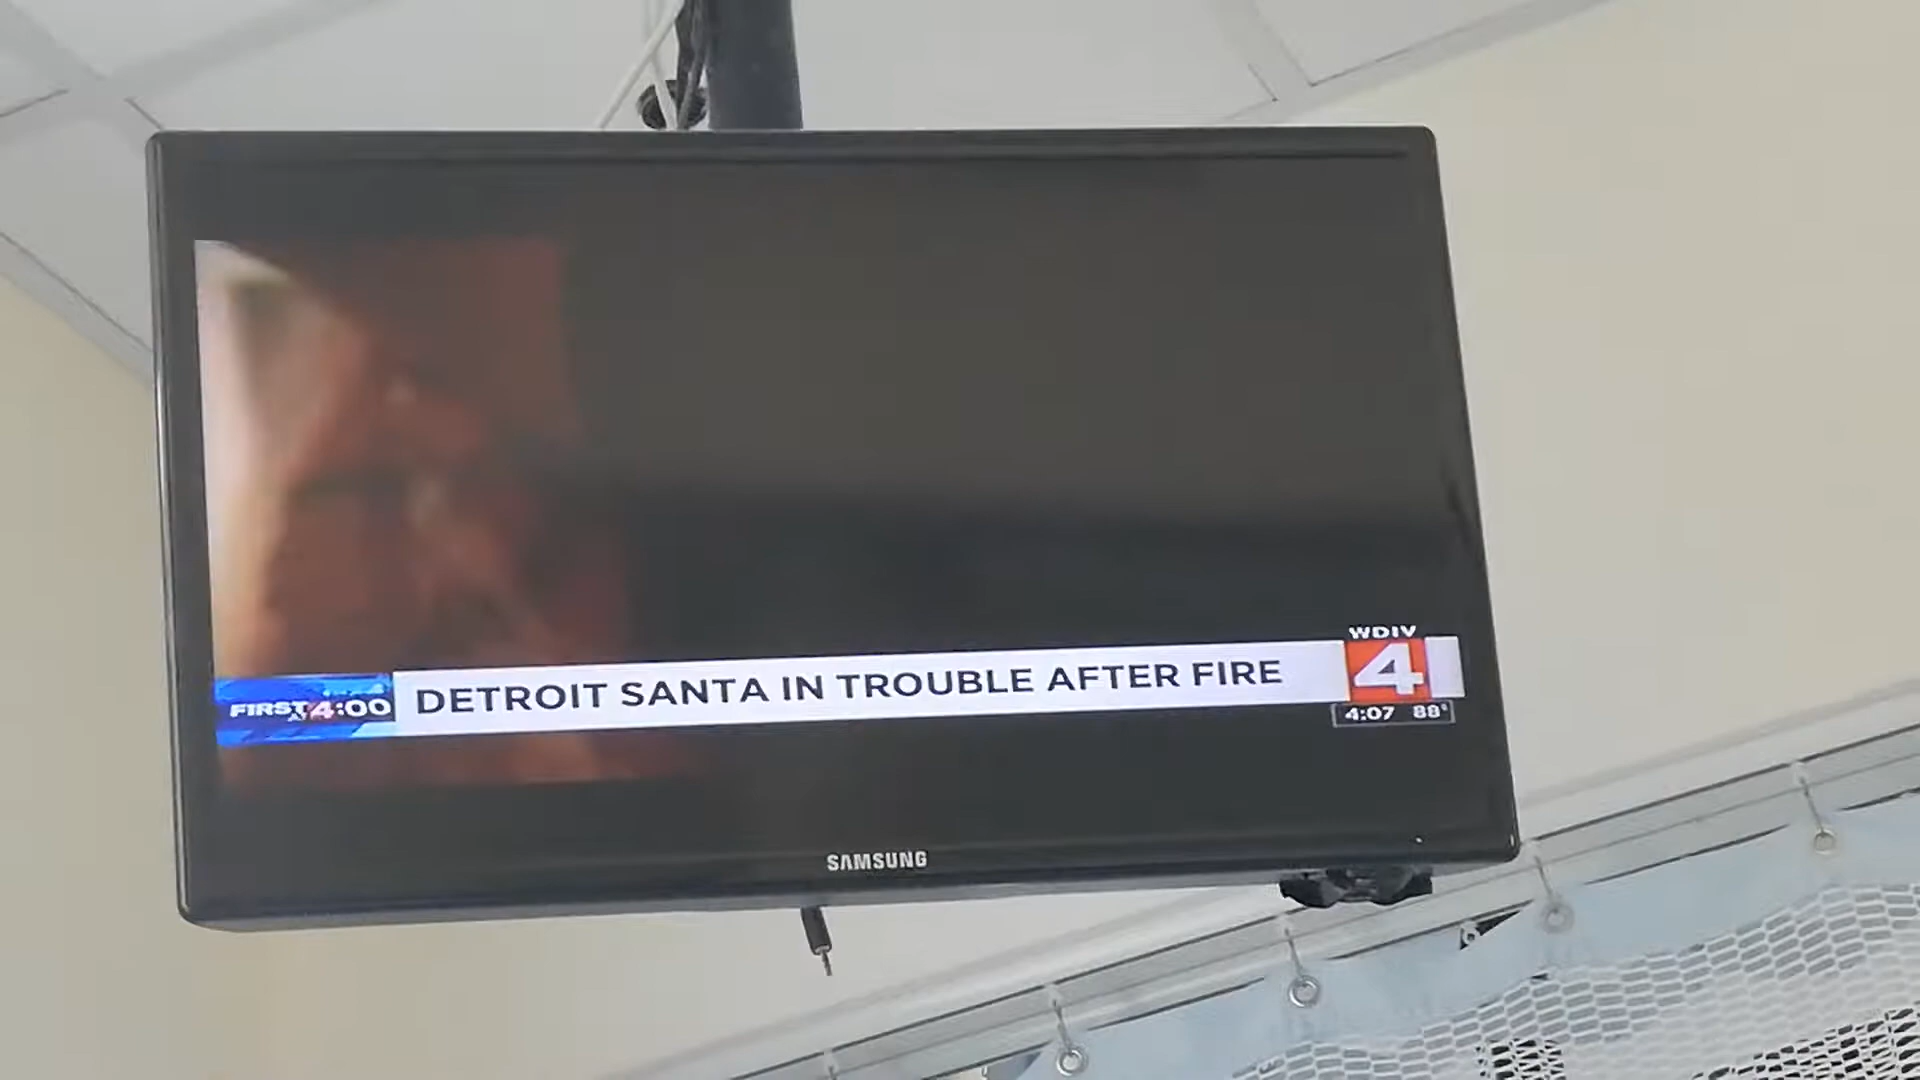 WDIV
FIRST AT 4:00
DETROIT SANTA IN TROUBLE AFTER FIRE
4
4:07 88°
SAMSUNG